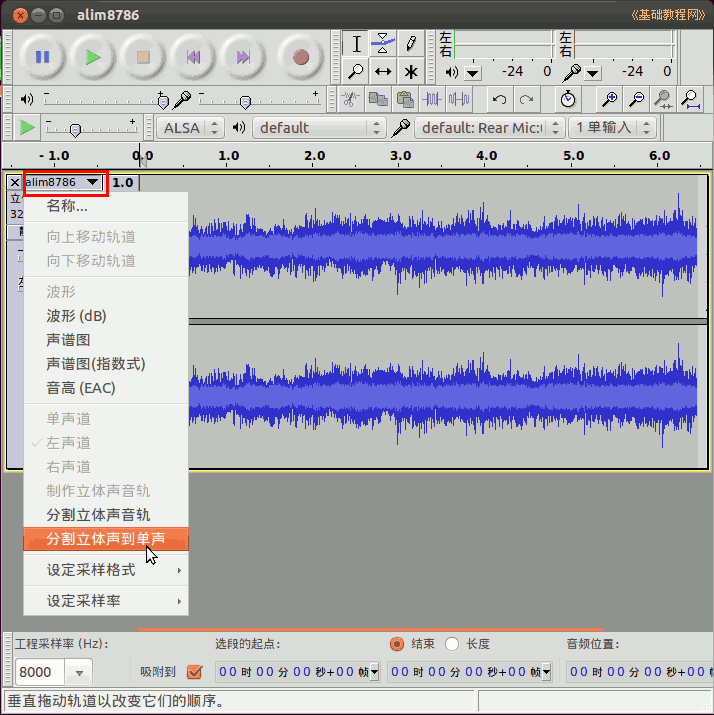 alim8786
《基础教程网》
左
右
-24 0
左
右
-24 0
ALSA
default
default: Rear Mic:
1 单输入
- 1.0 0.0 1.0 2.0 3.0 4.0 5.0 6.0
alim8786
1.0
立
32
名称...
向上移动轨道
向下移动轨道
波形
波形 (dB)
声谱图
声谱图(指数式)
音高 (EAC)
单声道
左声道
右声道
制作立体声音轨
分割立体声音轨
分割立体声到单声
设定采样格式
设定采样率
工程采样率 (Hz):
选段的起点:
结束
长度
音频位置:
8000
吸附到
00 时 00 分 00 秒+00 帧
00 时 00 分 00 秒+00 帧
00 时 00 分 00 秒+00 帧
垂直拖动轨道以改变它们的顺序。